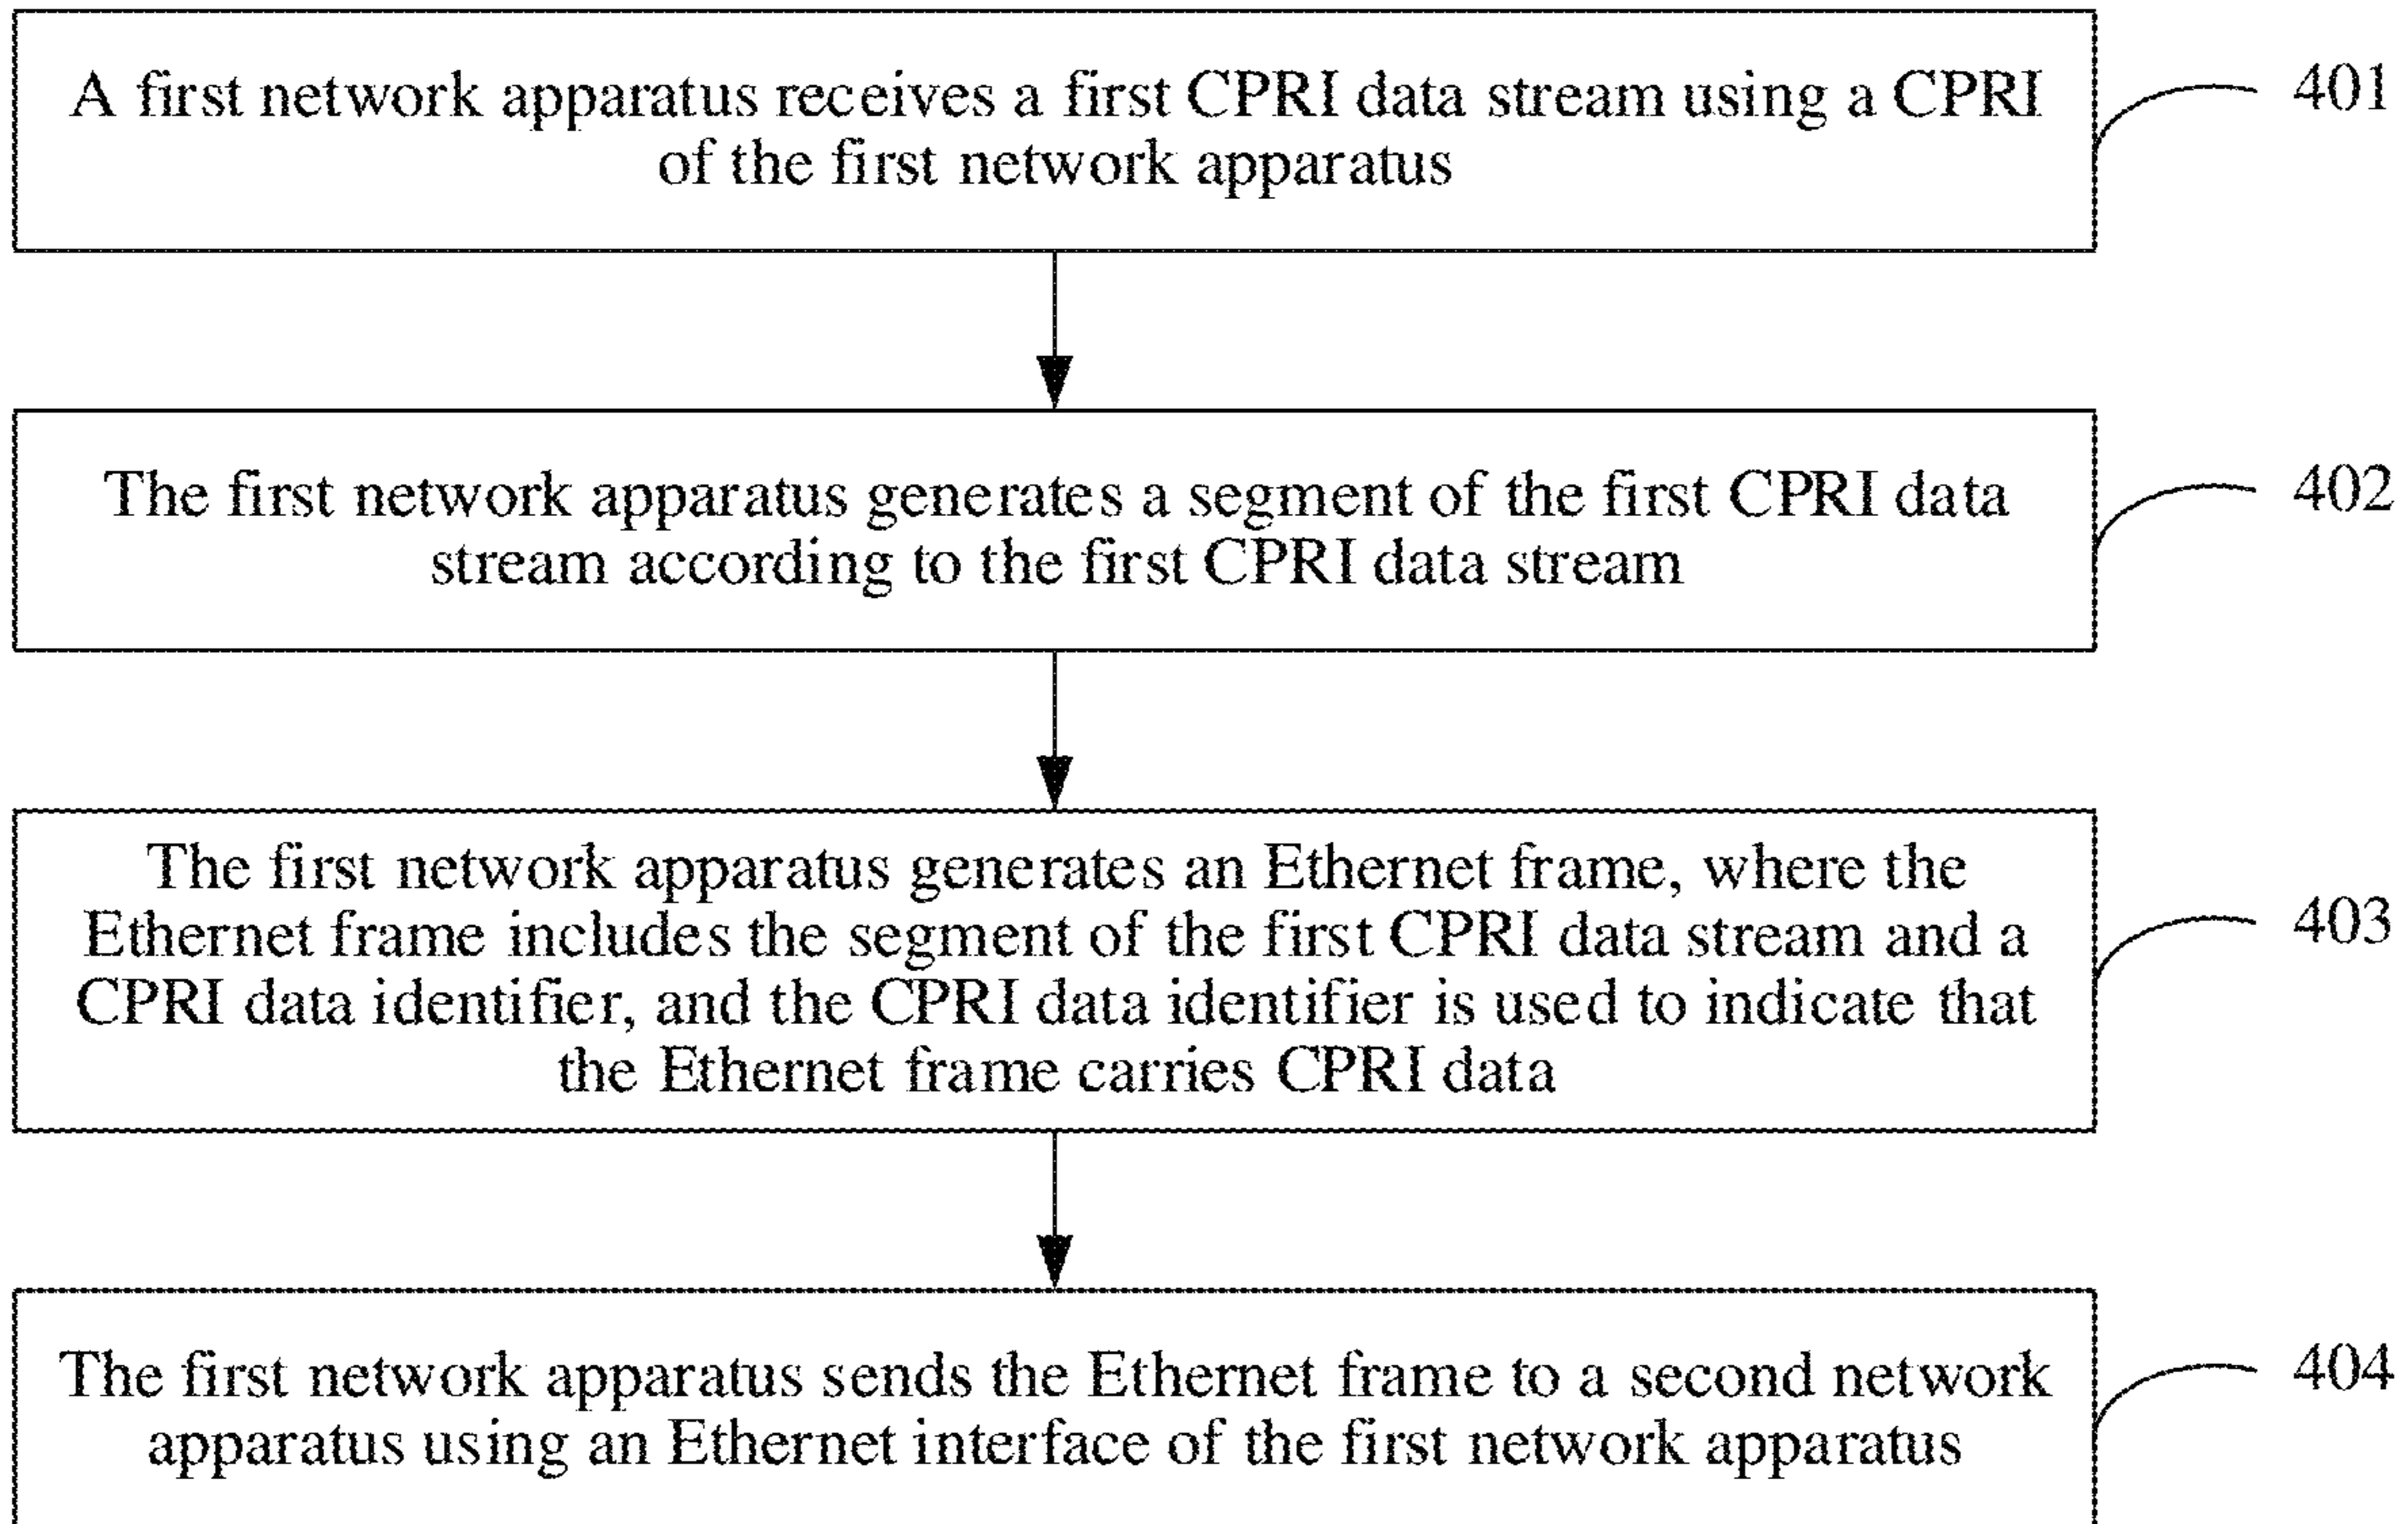 A first network apparatus receives a first CPRI data stream using a CPRI
of the first network apparatus
401
The first network apparatus generates a segment of the first CPRI data
stream according to the first CPRI data stream
402
The first network apparatus generates an Ethernet frame, where the
Ethernet frame includes the segment of the first CPRI data stream and a
CPRI data identifier, and the CPRI data identifier is used to indicate that
the Ethernet frame carries CPRI data
403
The first network apparatus sends the Ethernet frame to a second network
apparatus using an Ethernet interface of the first network apparatus
404